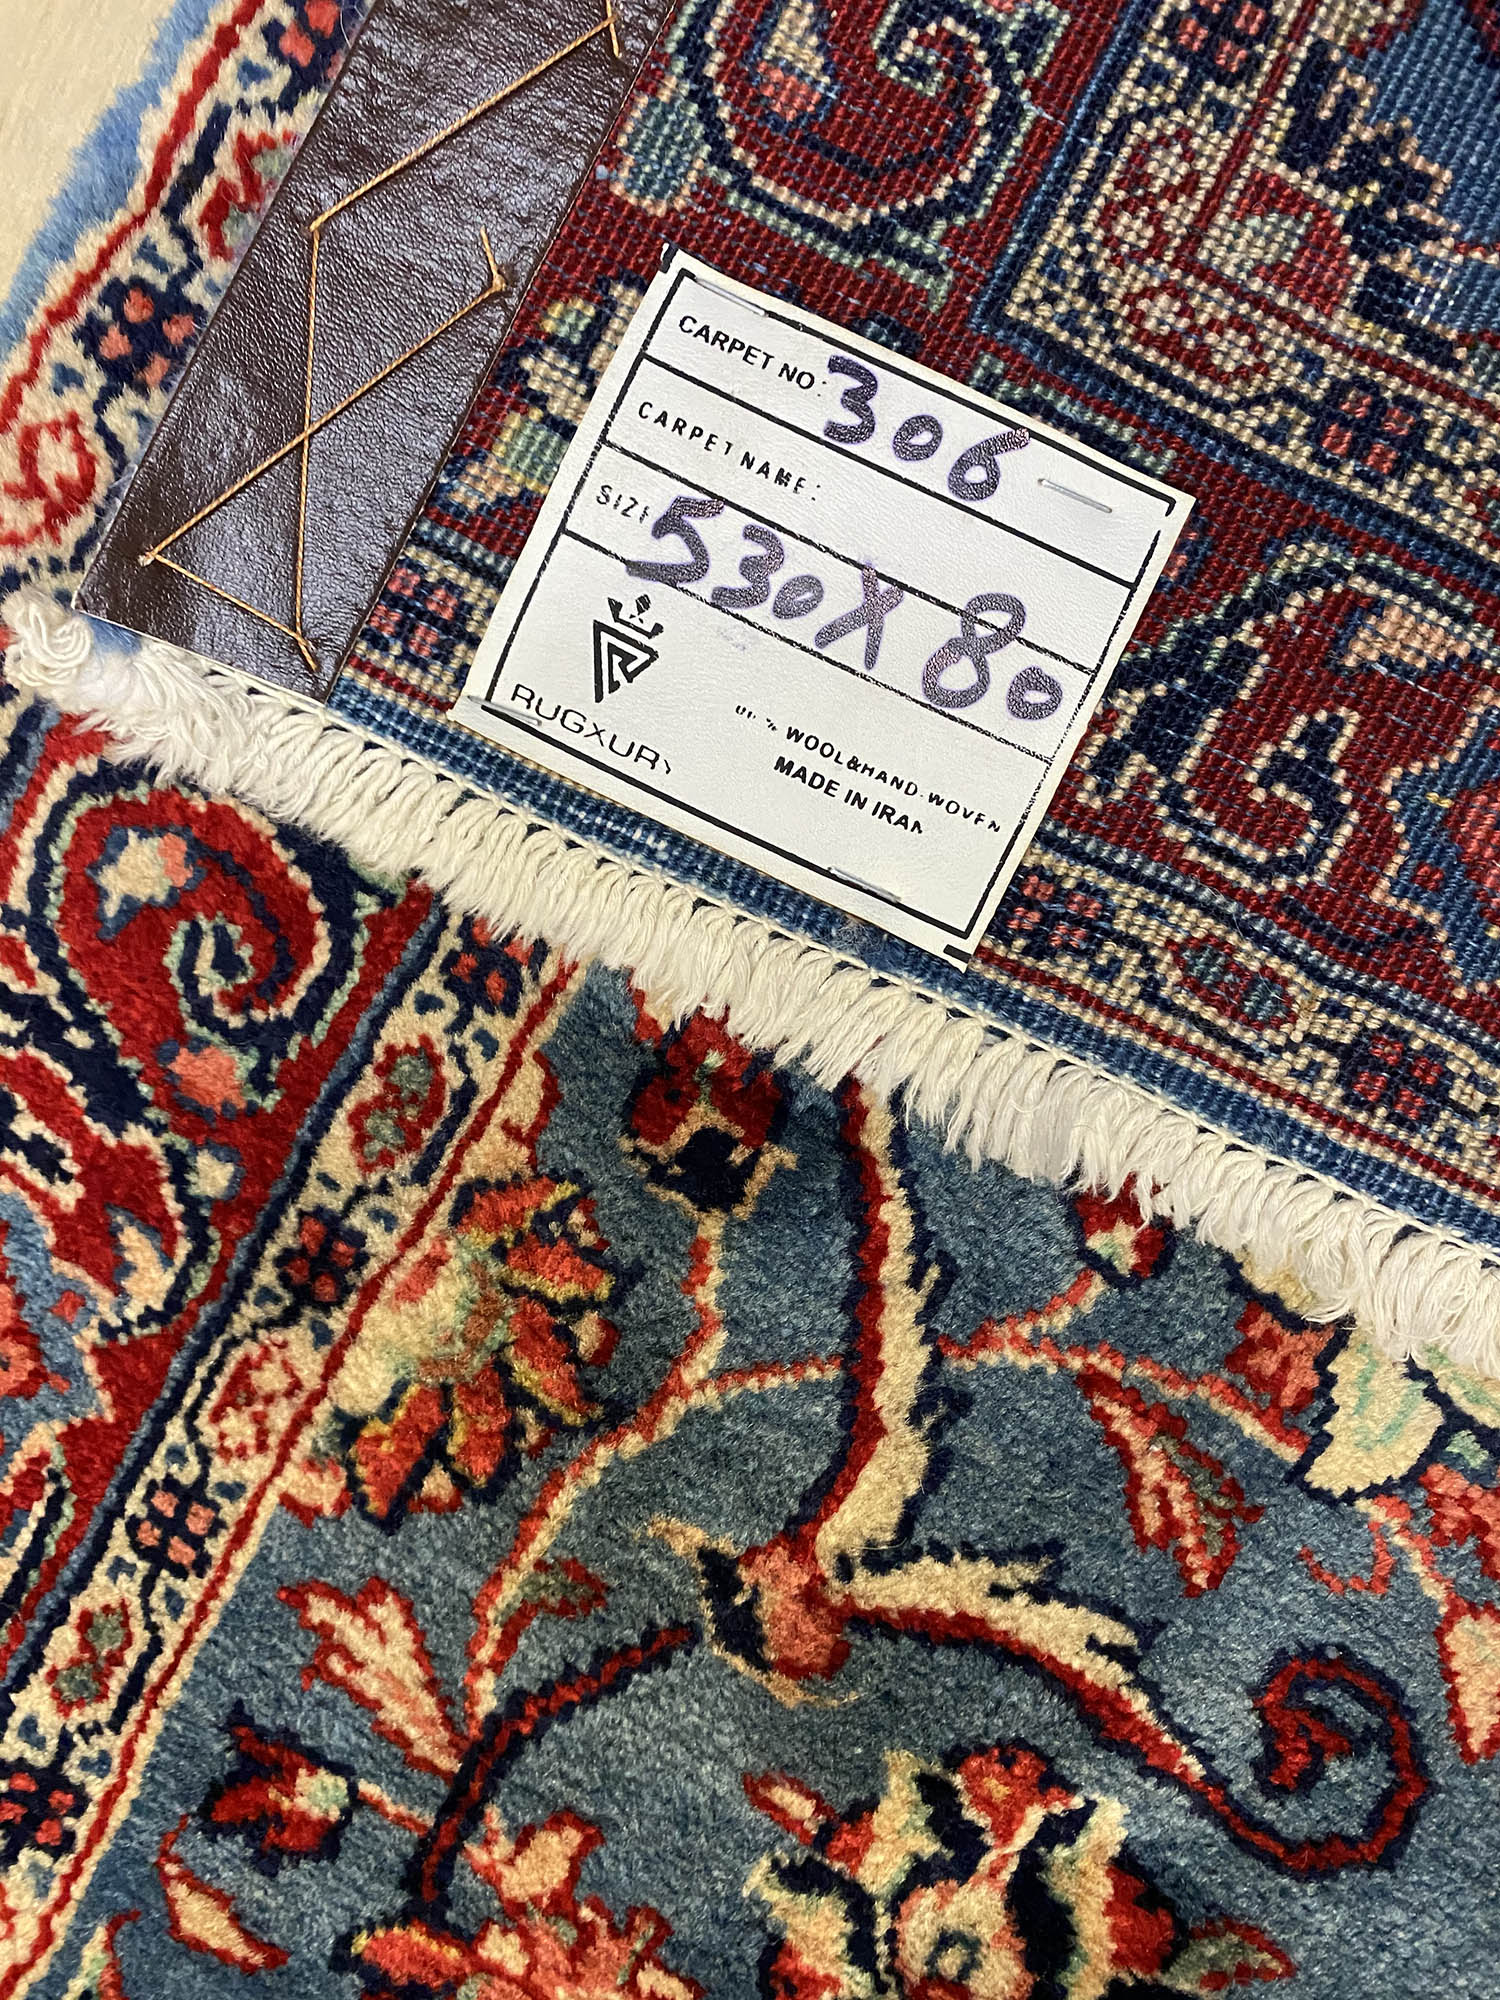 CARPET NO: 306
CARPET NAME:
SIZE 530X80
RUGXURY
WOOL&HAND-WOVEN
MADE IN IRAN